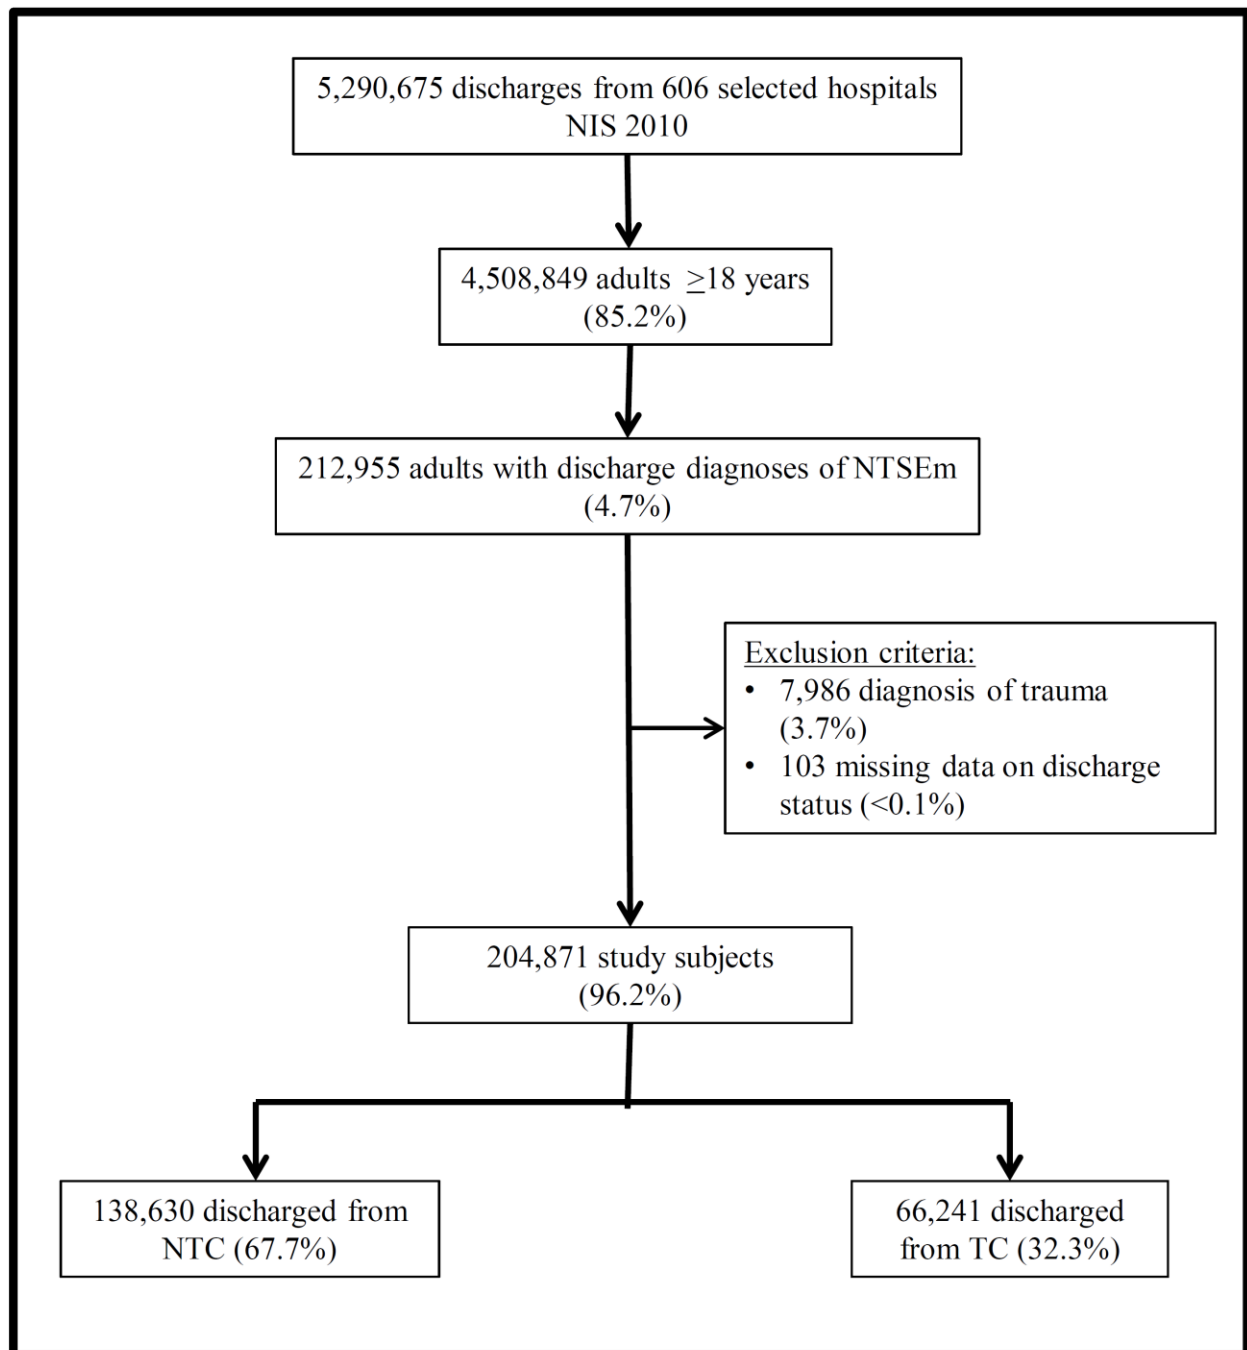 5,290,675 discharges from 606 selected hospitals
NIS 2010
4,508,849 adults ≥18 years
(85.2%)
212,955 adults with discharge diagnoses of NTSEm
(4.7%)
Exclusion criteria:
• 7,986 diagnosis of trauma
(3.7%)
• 103 missing data on discharge
status (<0.1%)
204,871 study subjects
(96.2%)
138,630 discharged from
NTC (67.7%)
66,241 discharged
from TC (32.3%)